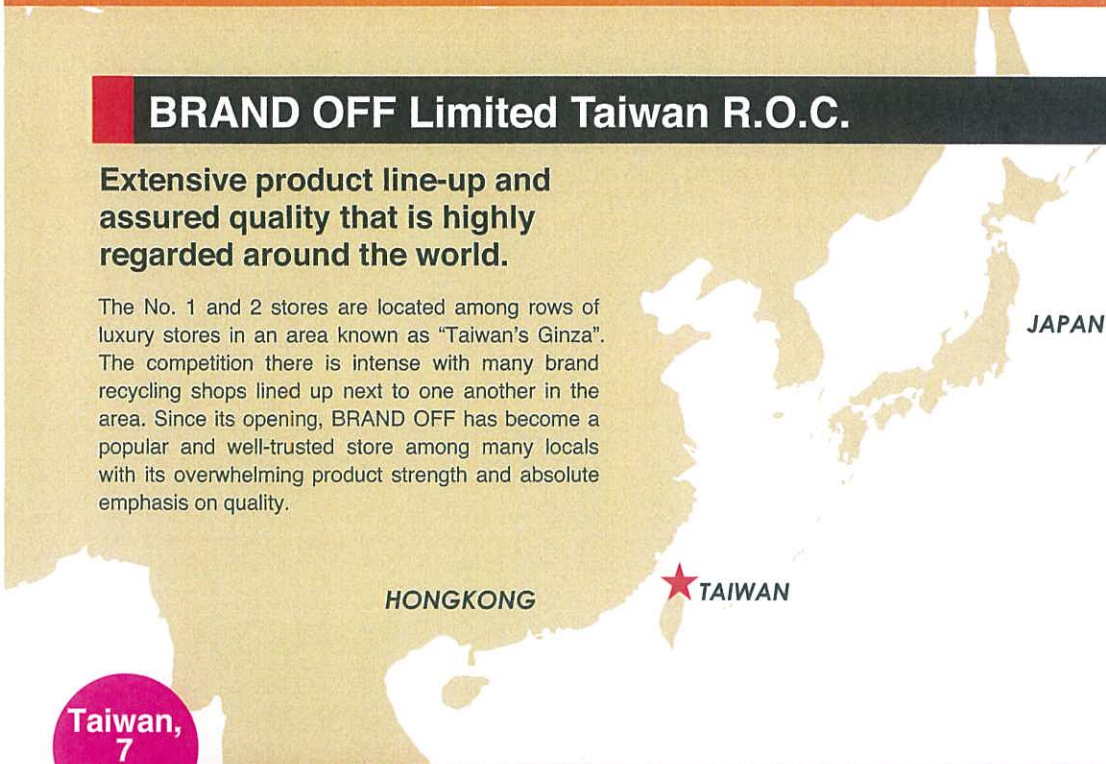 BRAND OFF Limited Taiwan R.O.C.
Extensive product line-up and
assured quality that is highly
regarded around the world.
The No. 1 and 2 stores are located among rows of
luxury stores in an area known as “Taiwan’s Ginza”.
The competition there is intense with many brand
recycling shops lined up next to one another in the
area. Since its opening, BRAND OFF has become a
popular and well-trusted store among many locals
with its overwhelming product strength and absolute
emphasis on quality.
JAPAN
HONGKONG
TAIWAN
Taiwan,
7